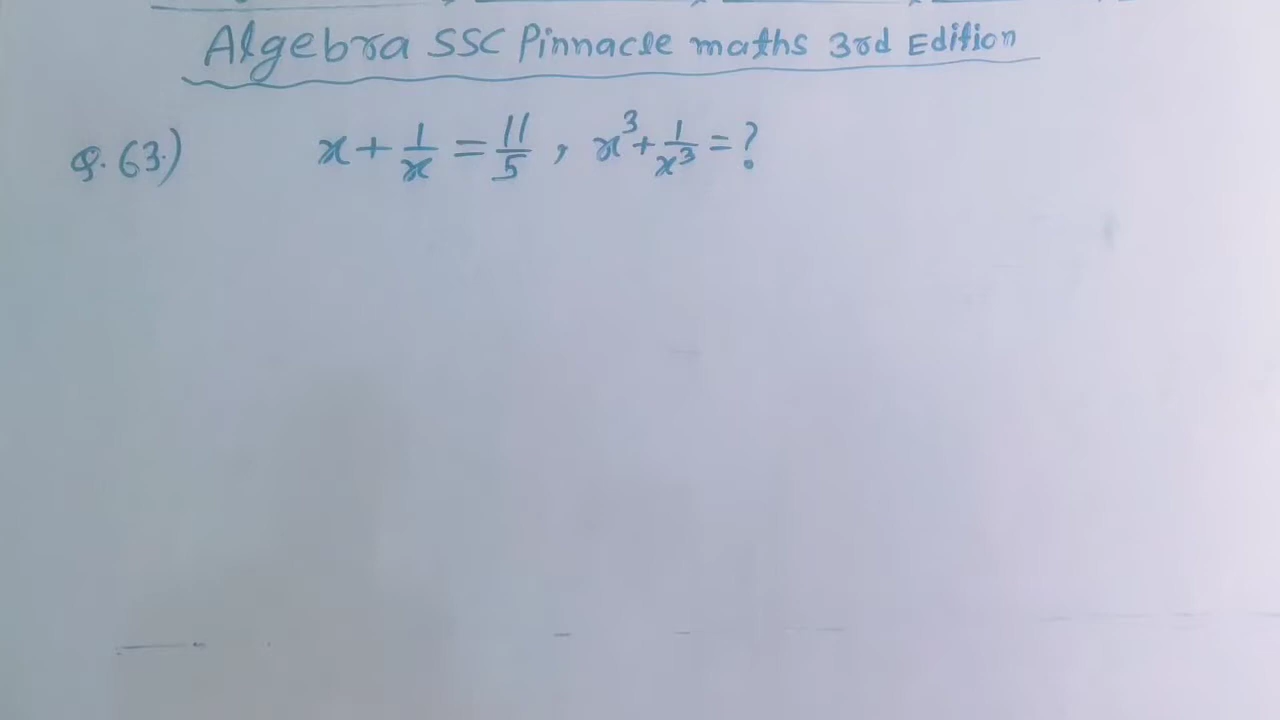 Algebra SSC Pinnacle maths 3rd Edition
Q. 63.) x + 1/x = 11/5 , x³ + 1/x³ = ?